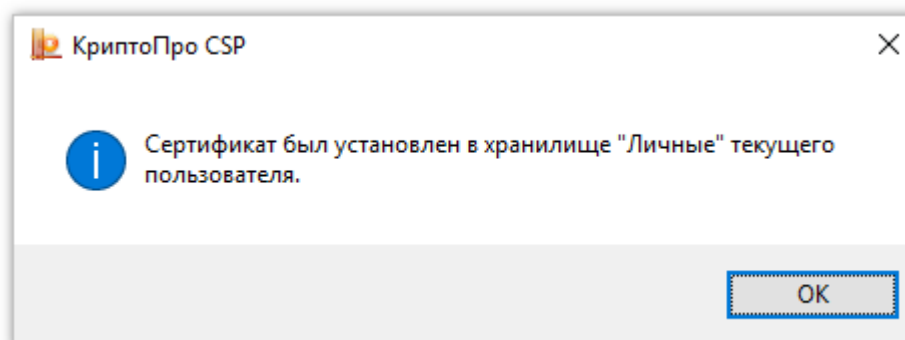 КриптоПро CSP
Сертификат был установлен в хранилище "Личные" текущего
пользователя.
OK